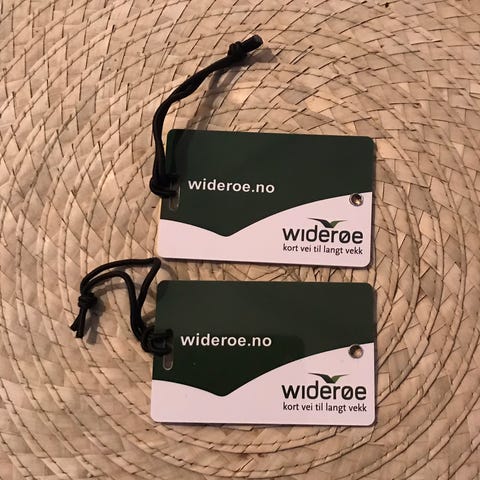 wideroe.no
widerøe
kort vei til langt vekk
wideroe.no
widerøe
kort vei til langt vekk